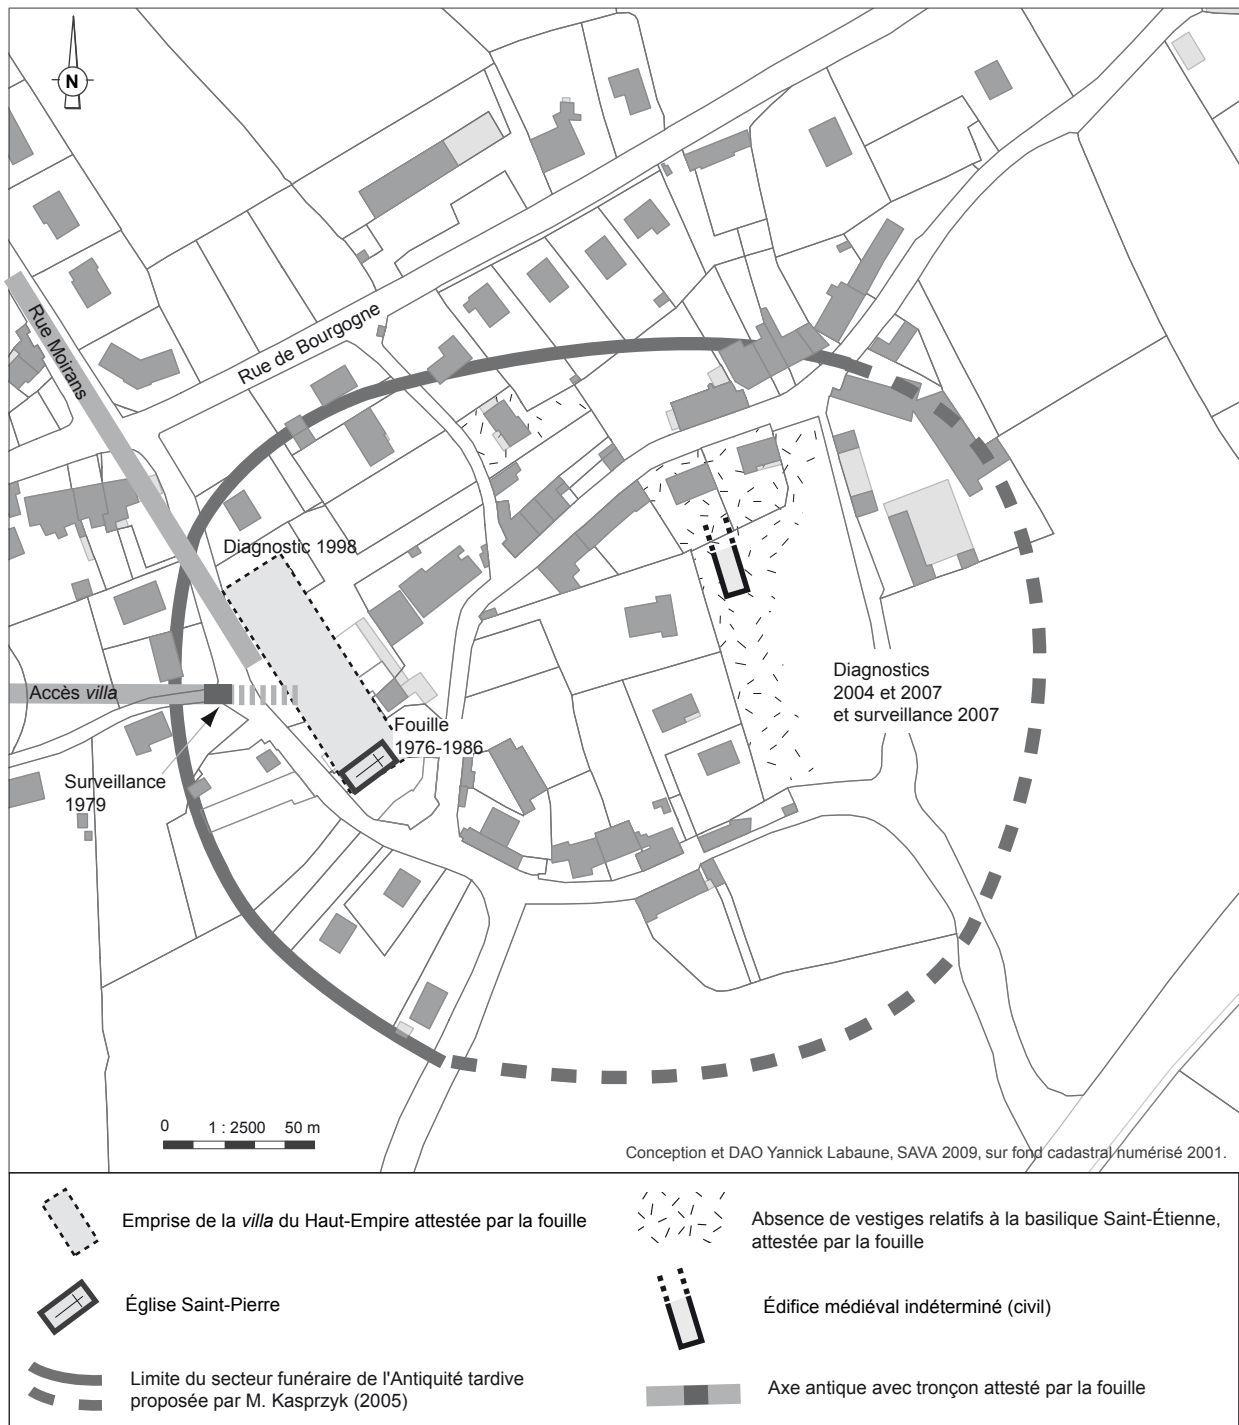 N
Rue Moirans
Rue de Bourgogne
Diagnostic 1998
Accès villa
Fouille
1976-1986
Surveillance
1979
Diagnostics
2004 et 2007
et surveillance 2007
0 1 : 2500 50 m
Conception et DAO Yannick Labaune, SAVA 2009, sur fond cadastral numérisé 2001.
Emprise de la villa du Haut-Empire attestée par la fouille
Absence de vestiges relatifs à la basilique Saint-Étienne,
attestée par la fouille
Église Saint-Pierre
Édifice médiéval indéterminé (civil)
Limite du secteur funéraire de l'Antiquité tardive
proposée par M. Kasprzyk (2005)
Axe antique avec tronçon attesté par la fouille